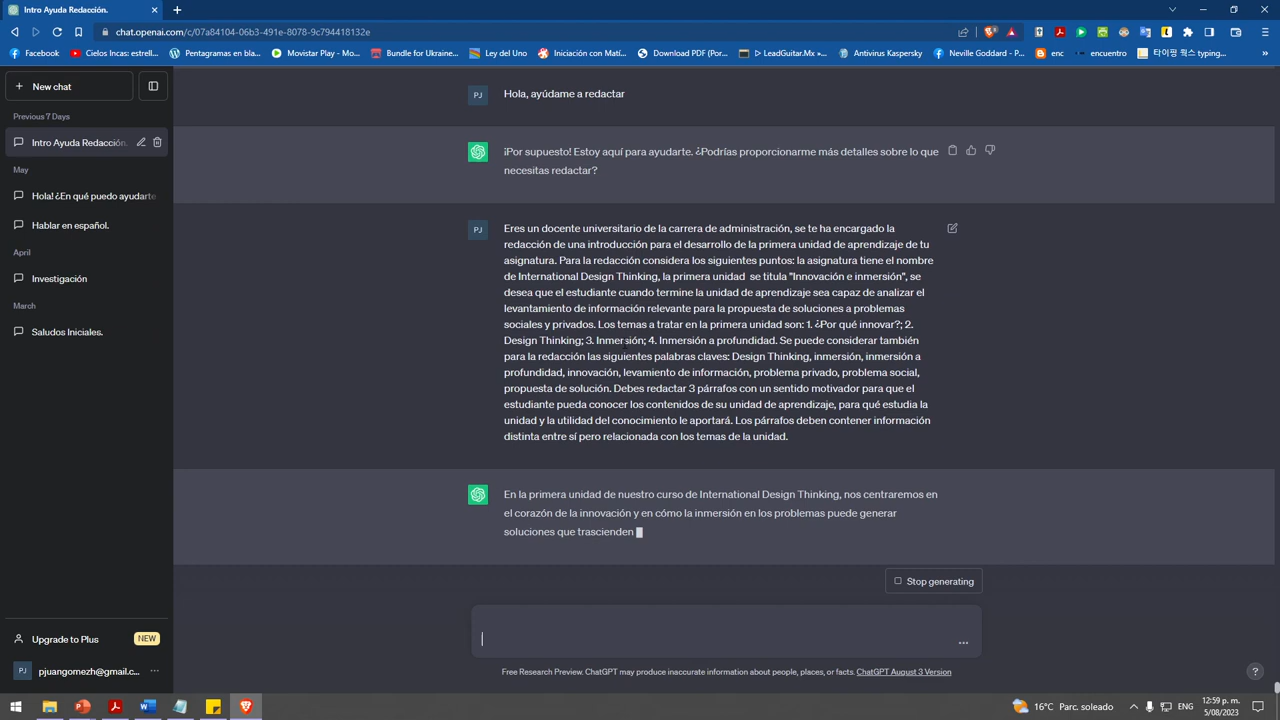 Intro Ayuda Redacción.
chat.openai.com/c/07a84104-06b3-491e-8078-9c794418132e
Facebook
Cielos Incas: estrell...
Pentagramas en bla...
Movistar Play - Mo...
Bundle for Ukraine...
Ley del Uno
Iniciación con Matí...
Download PDF (Por...
▷ LeadGuitar.Mx »...
Antivirus Kaspersky
Neville Goddard - P...
enc
encuentro
타이핑 웍스 typing...
New chat
Previous 7 Days
Intro Ayuda Redacción.
May
Hola! ¿En qué puedo ayudarte
Hablar en español.
April
Investigación
March
Saludos Iniciales.
PJ
Hola, ayúdame a redactar
¡Por supuesto! Estoy aquí para ayudarte. ¿Podrías proporcionarme más detalles sobre lo que
necesitas redactar?
PJ
Eres un docente universitario de la carrera de administración, se te ha encargado la
redacción de una introducción para el desarrollo de la primera unidad de aprendizaje de tu
asignatura. Para la redacción considera los siguientes puntos: la asignatura tiene el nombre
de International Design Thinking, la primera unidad  se titula "Innovación e inmersión", se
desea que el estudiante cuando termine la unidad de aprendizaje sea capaz de analizar el
levantamiento de información relevante para la propuesta de soluciones a problemas
sociales y privados. Los temas a tratar en la primera unidad son: 1. ¿Por qué innovar?; 2.
Design Thinking; 3. Inmersión; 4. Inmersión a profundidad. Se puede considerar también
para la redacción las siguientes palabras claves: Design Thinking, inmersión, inmersión a
profundidad, innovación, levamiento de información, problema privado, problema social,
propuesta de solución. Debes redactar 3 párrafos con un sentido motivador para que el
estudiante pueda conocer los contenidos de su unidad de aprendizaje, para qué estudia la
unidad y la utilidad del conocimiento le aportará. Los párrafos deben contener información
distinta entre sí pero relacionada con los temas de la unidad.
En la primera unidad de nuestro curso de International Design Thinking, nos centraremos en
el corazón de la innovación y en cómo la inmersión en los problemas puede generar
soluciones que trascienden
Stop generating
Upgrade to Plus
NEW
PJ
pjuangomezh@gmail.c...
Free Research Preview. ChatGPT may produce inaccurate information about people, places, or facts. ChatGPT August 3 Version
?
16°C Parc. soleado
ENG
12:59 p. m.
5/08/2023